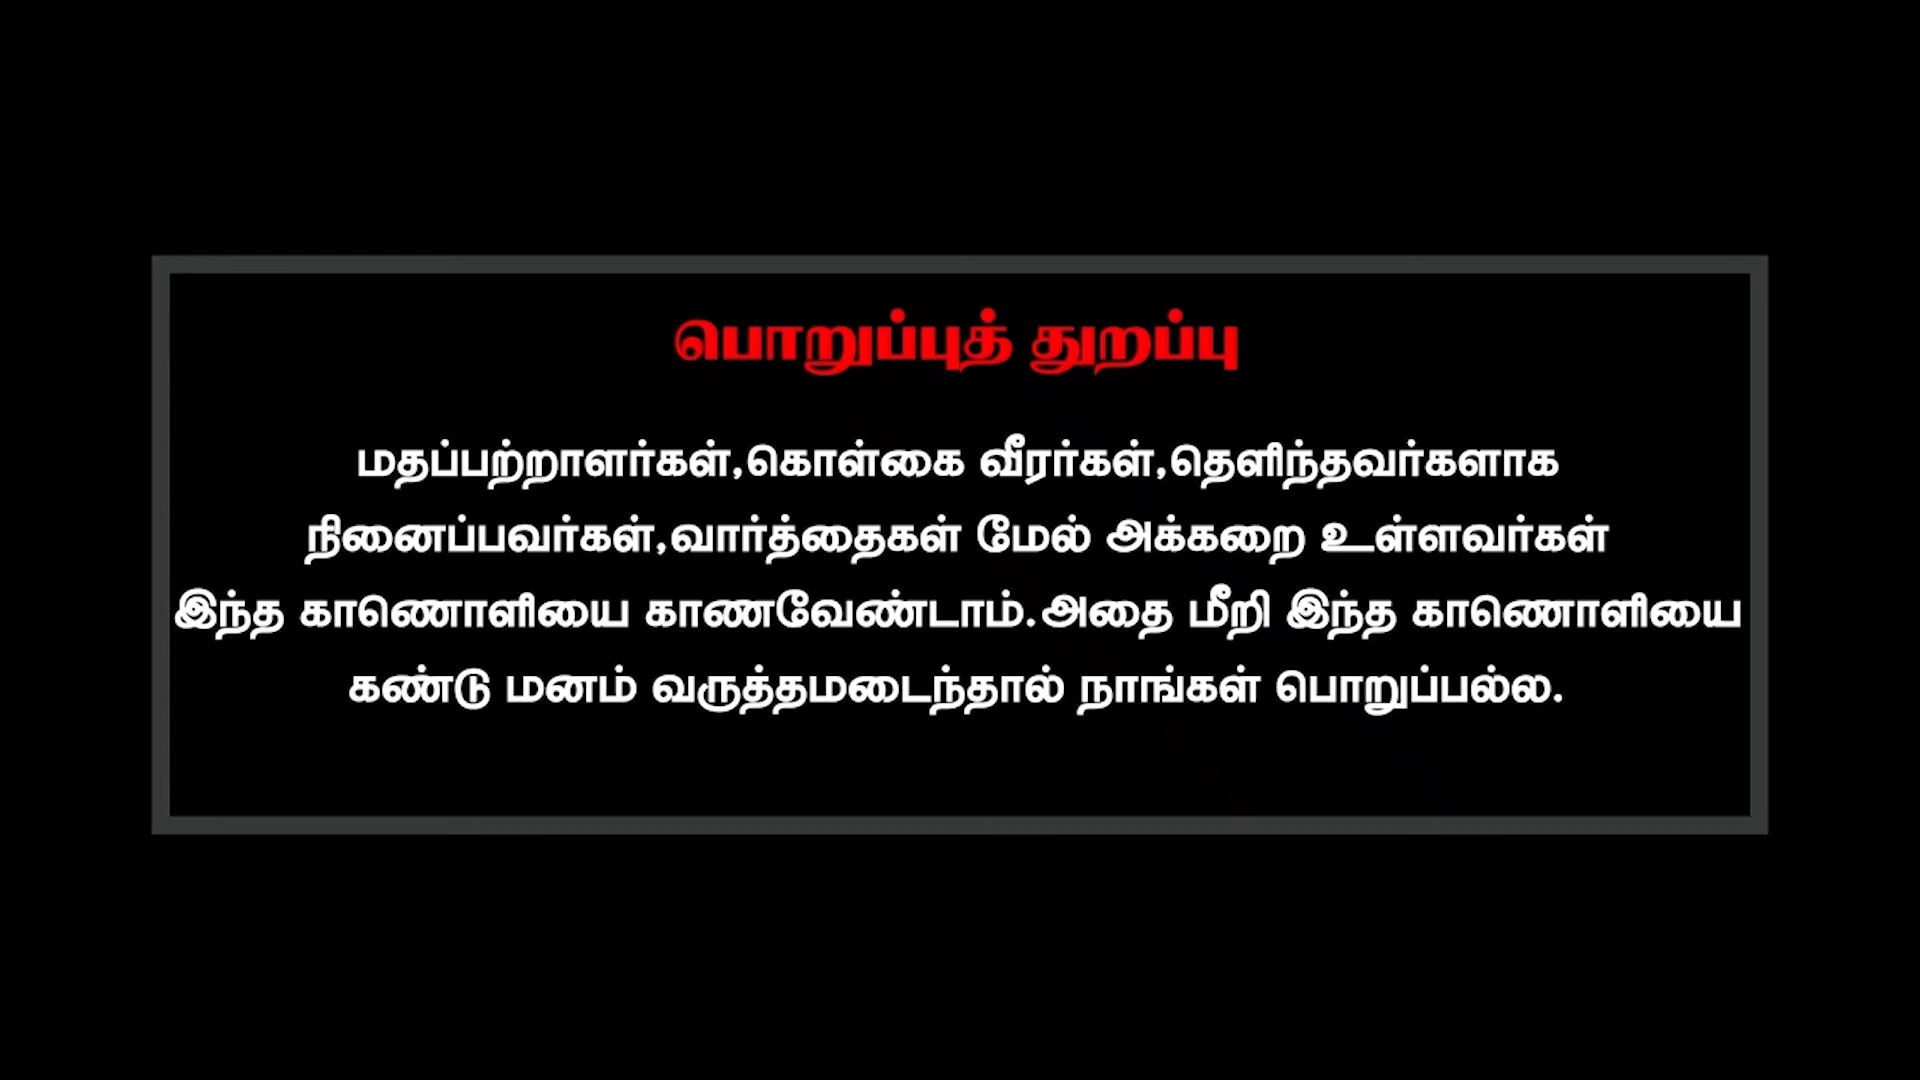 பொறுப்புத் துறப்பு
மதப்பற்றாளர்கள்,கொள்கை வீரர்கள்,தெளிந்தவர்களாக
நினைப்பவர்கள்,வார்த்தைகள் மேல் அக்கறை உள்ளவர்கள்
இந்த காணொளியை காணவேண்டாம்.அதை மீறி இந்த காணொளியை
கண்டு மனம் வருத்தமடைந்தால் நாங்கள் பொறுப்பல்ல.